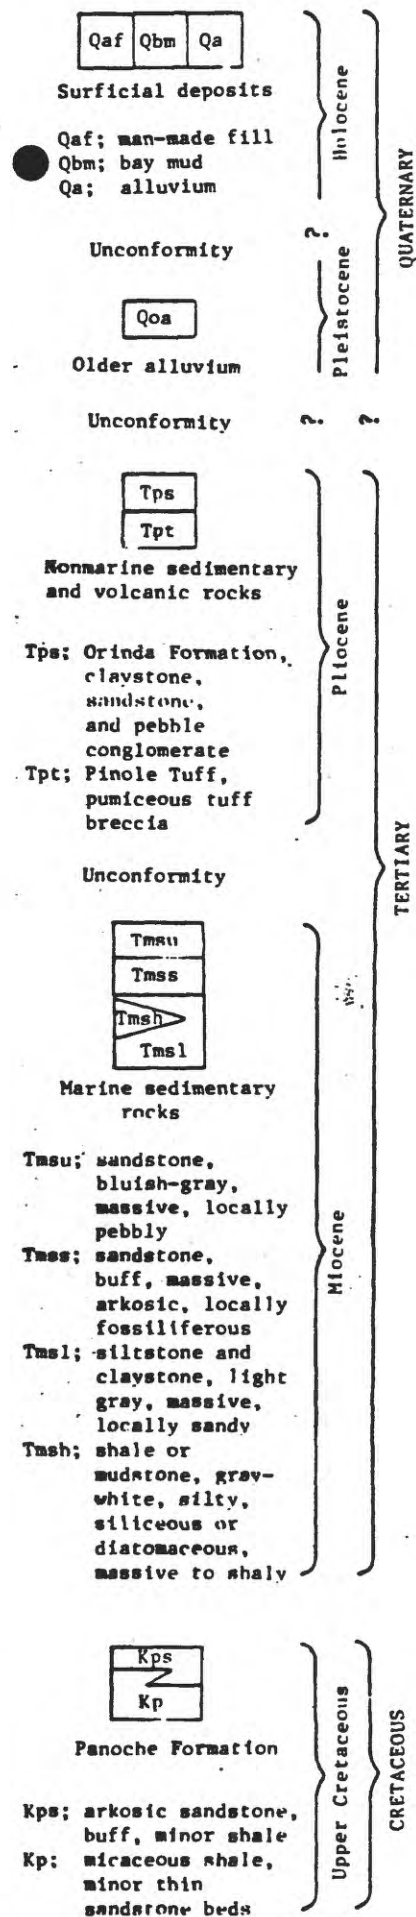 Qaf Qbm Qa
Surficial deposits
Qaf; man-made fill
Qbm; bay mud
Qa; alluvium
Holocene
Unconformity
?
QUATERNARY
Qoa
Older alluvium
Pleistocene
Unconformity
? ?
Tps
Tpt
Nonmarine sedimentary
and volcanic rocks
Tps; Orinda Formation,
claystone,
sandstone,
and pebble
conglomerate
Tpt; Pinole Tuff,
pumiceous tuff
breccia
Pliocene
Unconformity
TERTIARY
Tmsu
Tmss
Tmsh
Tmsl
Marine sedimentary
rocks
Tmsu; sandstone,
bluish-gray,
massive, locally
pebbly
Tmss; sandstone,
buff, massive,
arkosic, locally
fossiliferous
Tmsl; siltstone and
claystone, light
gray, massive,
locally sandy
Tmsh; shale or
mudstone, gray-
white, silty,
siliceous or
diatomaceous,
massive to shaly
Miocene
Kps
Kp
Panoche Formation
Kps; arkosic sandstone,
buff, minor shale
Kp; micaceous shale,
minor thin
sandstone beds
Upper Cretaceous
CRETACEOUS